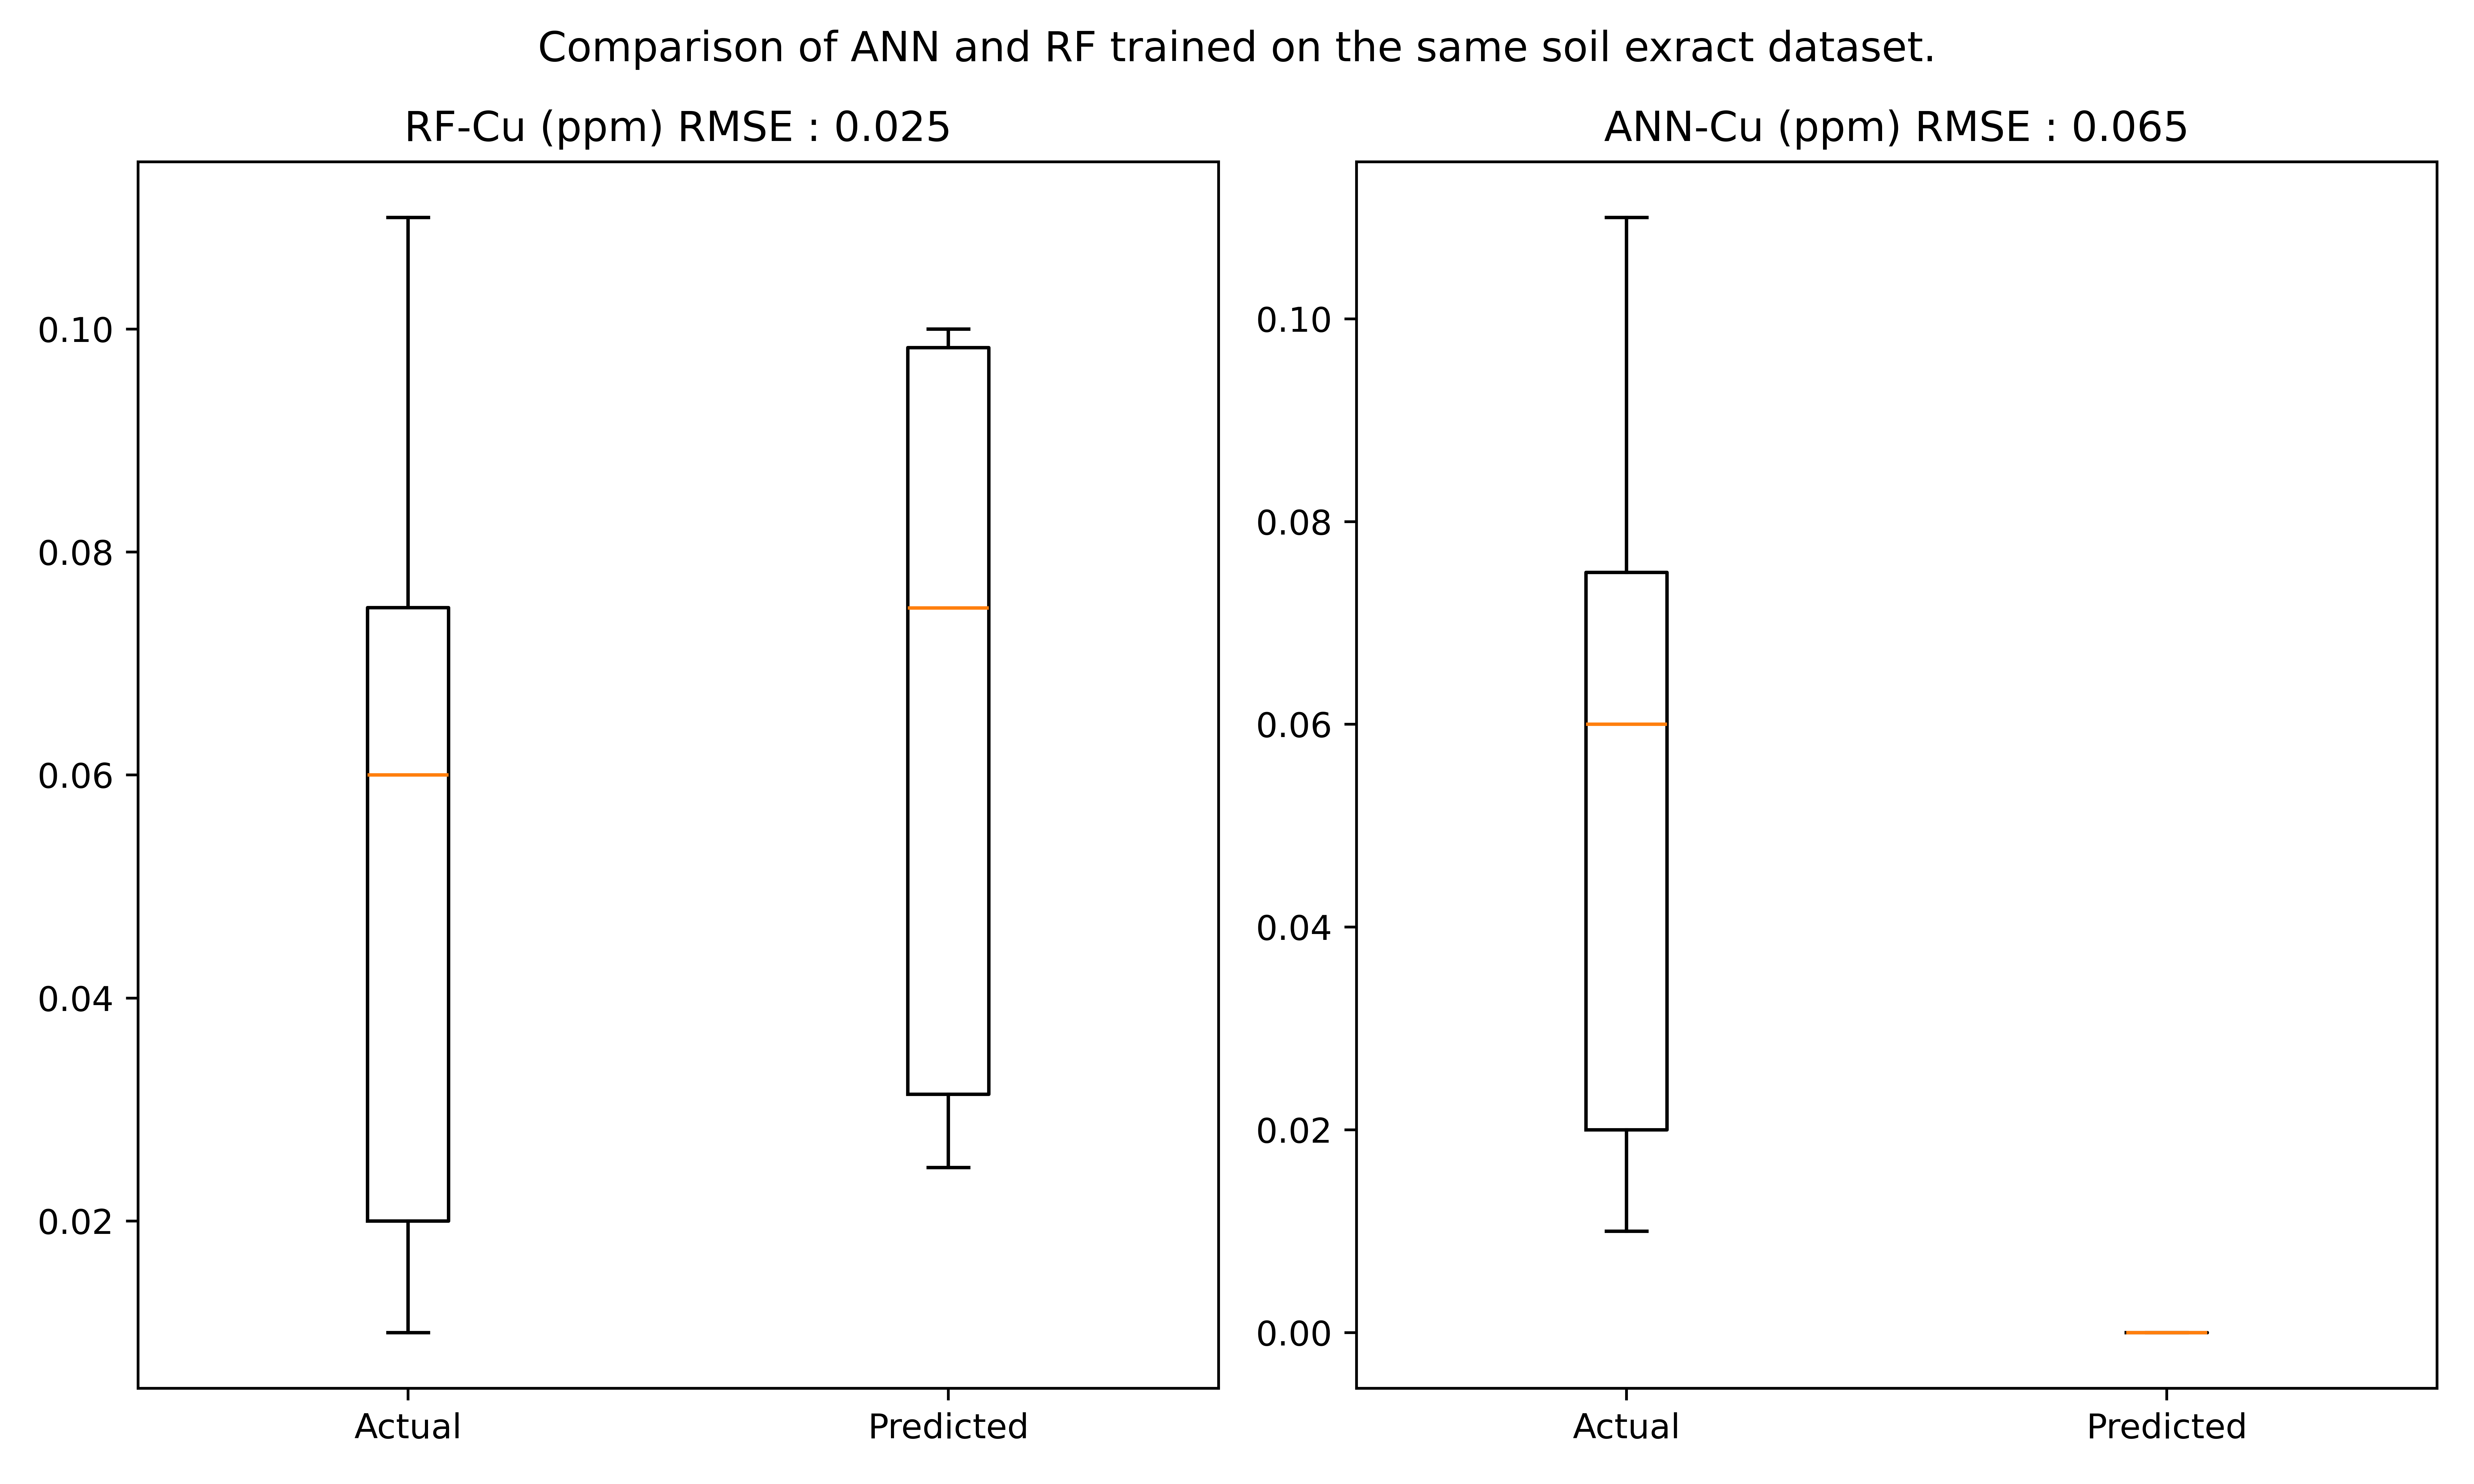 Comparison of ANN and RF trained on the same soil exract dataset.
RF-Cu (ppm) RMSE : 0.025
0.10
0.08
0.06
0.04
0.02
Actual
Predicted
ANN-Cu (ppm) RMSE : 0.065
0.10
0.08
0.06
0.04
0.02
0.00
Actual
Predicted